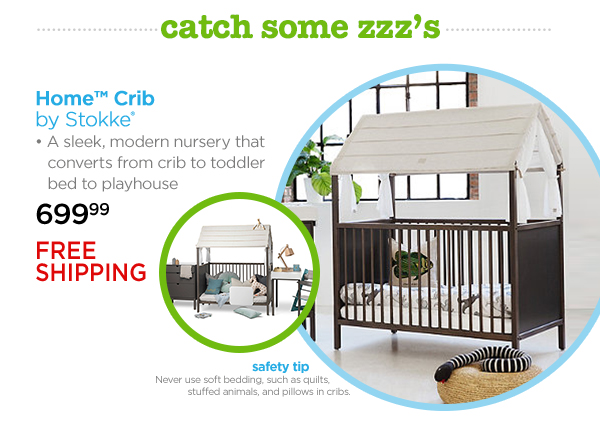 catch some zzz's
Home™ Crib
by Stokke®
• A sleek, modern nursery that
converts from crib to toddler
bed to playhouse
699⁹⁹
FREE
SHIPPING
safety tip
Never use soft bedding, such as quilts,
stuffed animals, and pillows in cribs.